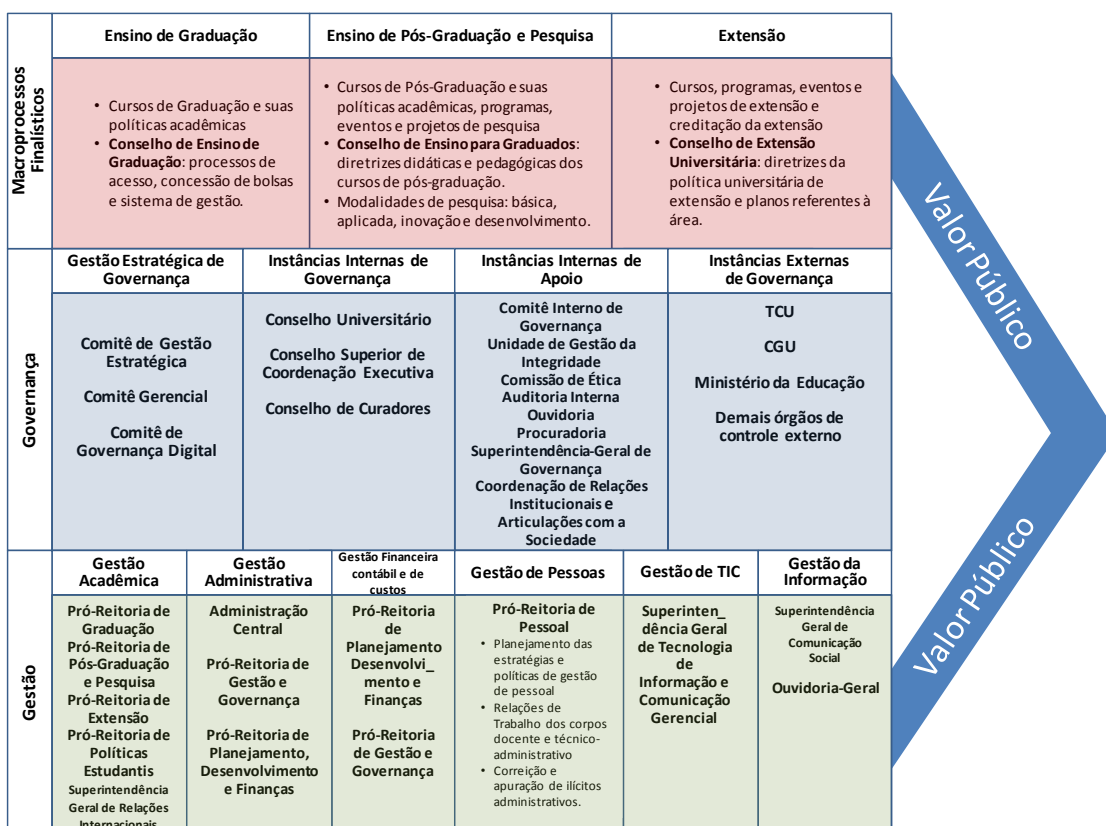 Ensino de Graduação
Ensino de Pós-Graduação e Pesquisa
Extensão
Macroprocessos
Finalísticos
• Cursos de Graduação e suas
políticas acadêmicas
• Conselho de Ensino de
Graduação: processos de
acesso, concessão de bolsas
e sistema de gestão.
• Cursos de Pós-Graduação e suas
políticas acadêmicas, programas,
eventos e projetos de pesquisa
• Conselho de Ensino para Graduados:
diretrizes didáticas e pedagógicas dos
cursos de pós-graduação.
• Modalidades de pesquisa: básica,
aplicada, inovação e desenvolvimento.
• Cursos, programas, eventos e
projetos de extensão e
creditação da extensão
• Conselho de Extensão
Universitária: diretrizes da
política universitária de
extensão e planos referentes à
área.
Valor Público
Governança
Gestão Estratégica de
Governança
Instâncias Internas de
Governança
Instâncias Internas de
Apoio
Instâncias Externas
de Governança
Comitê de Gestão
Estratégica
Comitê Gerencial
Comitê de
Governança Digital
Conselho Universitário
Conselho Superior de
Coordenação Executiva
Conselho de Curadores
Comitê Interno de
Governança
Unidade de Gestão da
Integridade
Comissão de Ética
Auditoria Interna
Ouvidoria
Procuradoria
Superintendência-Geral de
Governança
Coordenação de Relações
Institucionais e
Articulações com a
Sociedade
TCU
CGU
Ministério da Educação
Demais órgãos de
controle externo
Valor Público
Gestão
Gestão
Acadêmica
Gestão
Administrativa
Gestão Financeira
contábil e de
custos
Gestão de Pessoas
Gestão de TIC
Gestão da
Informação
Pró-Reitoria de
Graduação
Pró-Reitoria de
Pós-Graduação
e Pesquisa
Pró-Reitoria de
Extensão
Pró-Reitoria de
Políticas
Estudantis
Superintendência
Geral de Relações
Internacionais
Administração
Central
Pró-Reitoria de
Gestão e
Governança
Pró-Reitoria de
Planejamento,
Desenvolvimento
e Finanças
Pró-Reitoria
de
Planejamento
Desenvolvi_
mento e
Finanças
Pró-Reitoria
de Gestão e
Governança
Pró-Reitoria de
Pessoal
• Planejamento das
estratégias e
políticas de gestão
de pessoal
• Relações de
Trabalho dos corpos
docente e técnico-
administrativo
• Correição e
apuração de ilícitos
administrativos.
Superinten_
dência Geral
de Tecnologia
de
Informação e
Comunicação
Gerencial
Superintendência
Geral de
Comunicação
Social
Ouvidoria-Geral